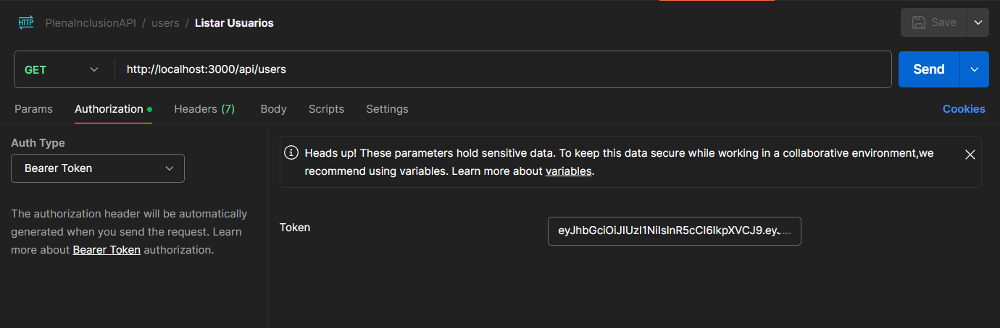 HTTP PlenaInclusionAPI / users / Listar Usuarios
Save
GET http://localhost:3000/api/users
Send
Params Authorization Headers (7) Body Scripts Settings Cookies
Auth Type
Bearer Token
The authorization header will be automatically
generated when you send the request. Learn
more about Bearer Token authorization.
Heads up! These parameters hold sensitive data. To keep this data secure while working in a collaborative environment,we
recommend using variables. Learn more about variables.
Token
eyJhbGciOiJIUzI1NiIsInR5cCI6IkpXVCJ9.eyJ...